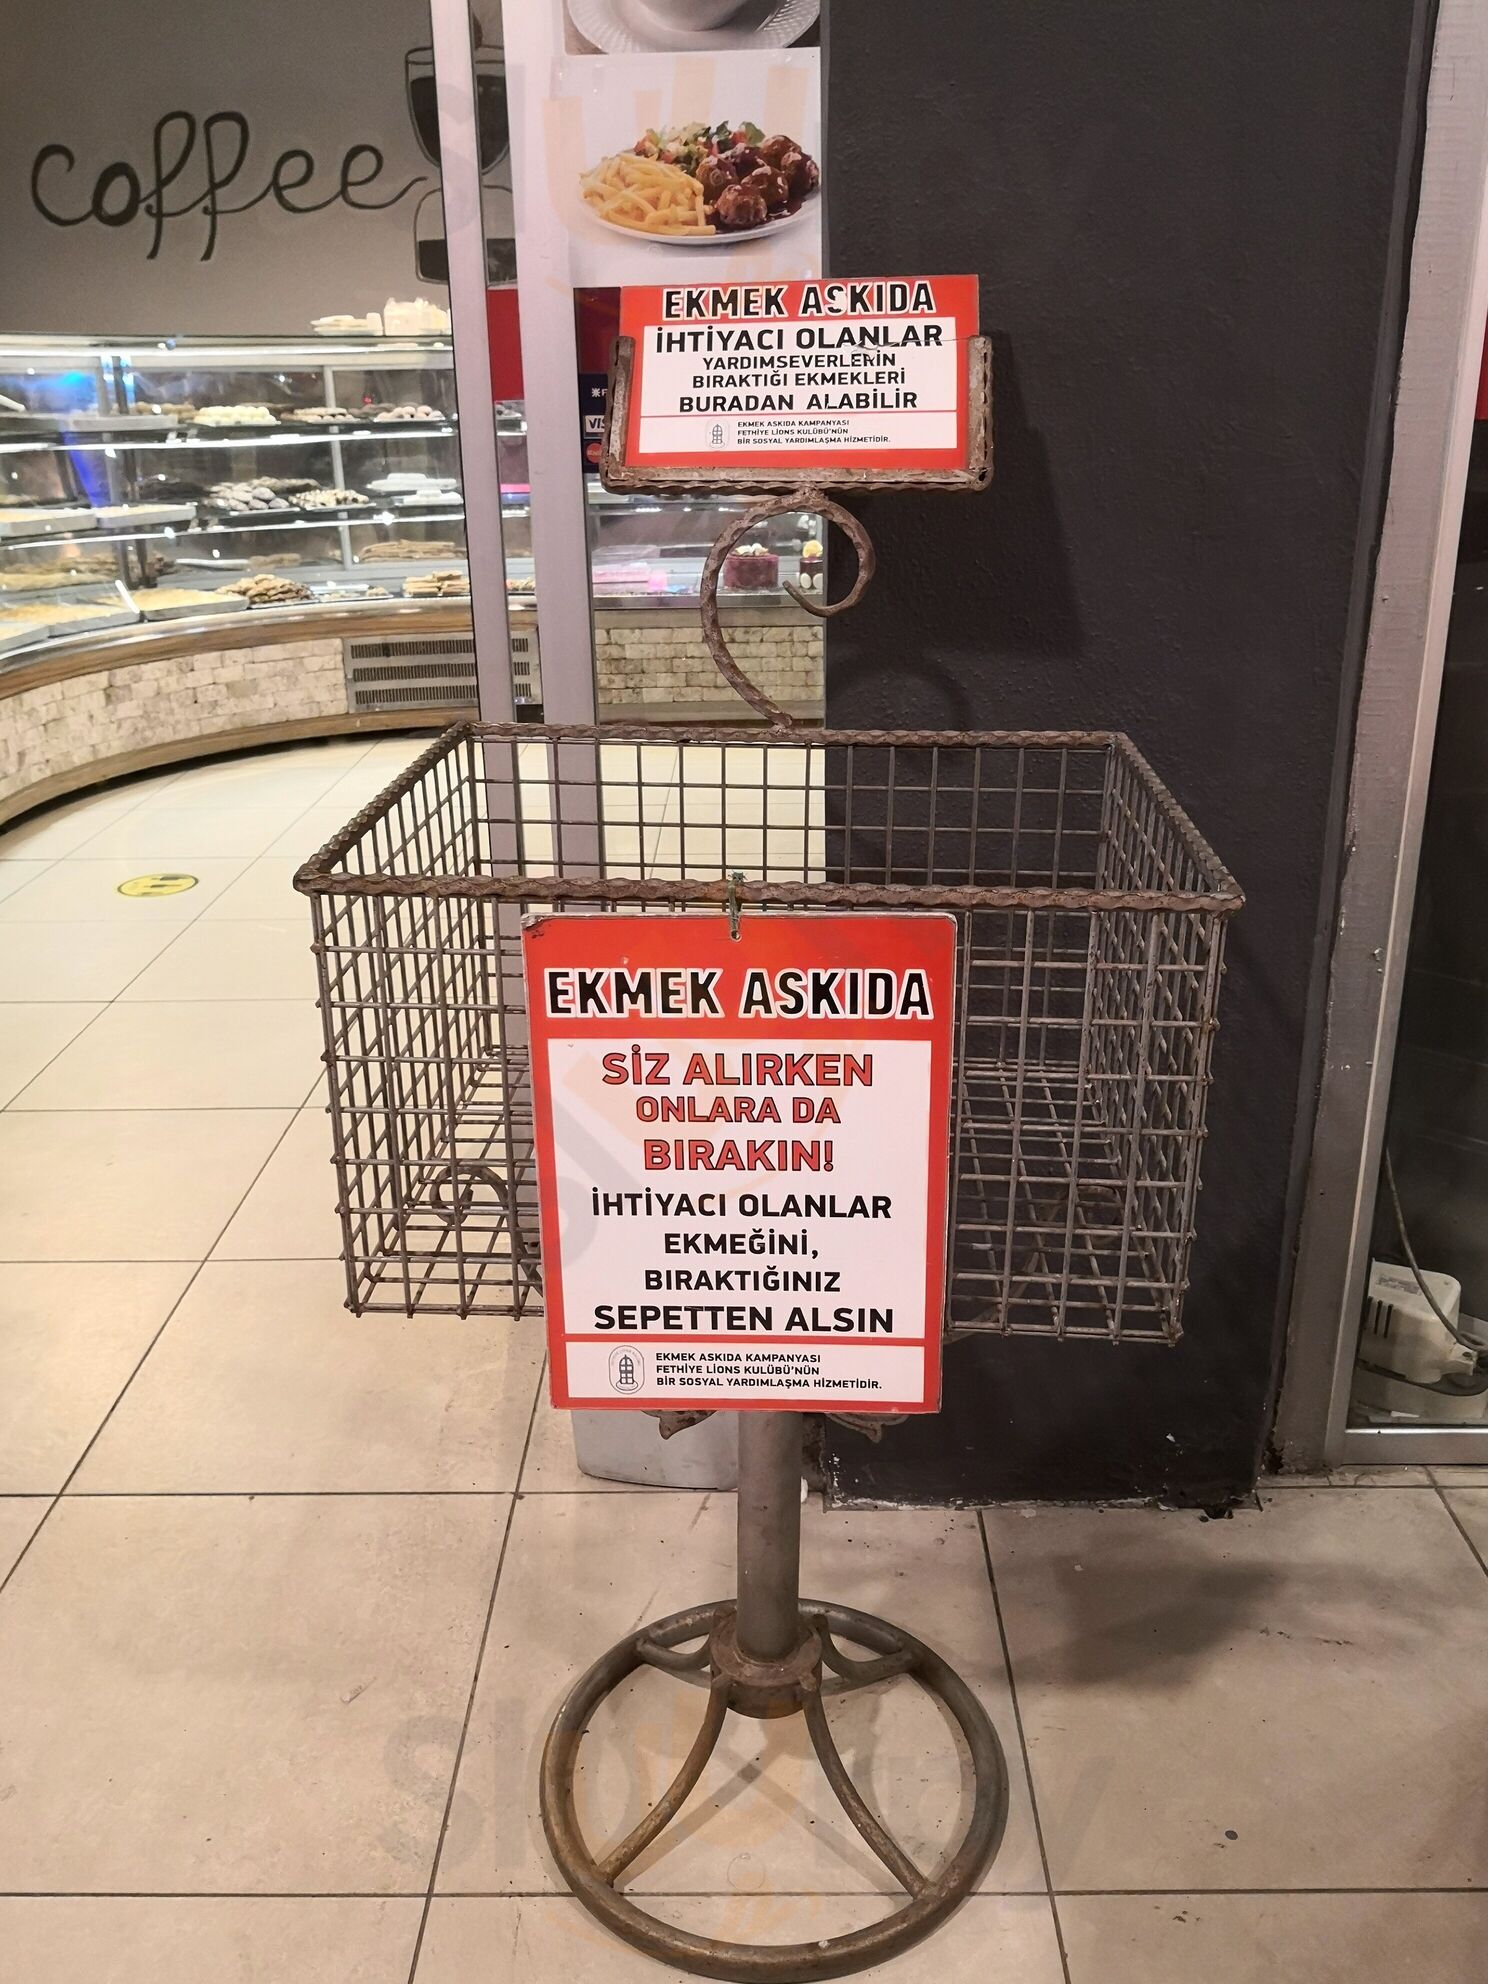 coffee
EKMEK ASKIDA
İHTİYACI OLANLAR
YARDIMSEVERLERİN
BIRAKTIĞI EKMEKLERİ
BURADAN ALABİLİR
EKMEK ASKIDA KAMPANYASI
FETHİYE LİONS KULÜBÜ'NÜN
BİR SOSYAL YARDIMLAŞMA HİZMETİDİR.
EKMEK ASKIDA
SİZ ALIRKEN
ONLARA DA
BIRAKIN!
İHTİYACI OLANLAR
EKMEĞİNİ,
BIRAKTIĞINIZ
SEPETTEN ALSIN
EKMEK ASKIDA KAMPANYASI
FETHİYE LİONS KULÜBÜ'NÜN
BİR SOSYAL YARDIMLAŞMA HİZMETİDİR.